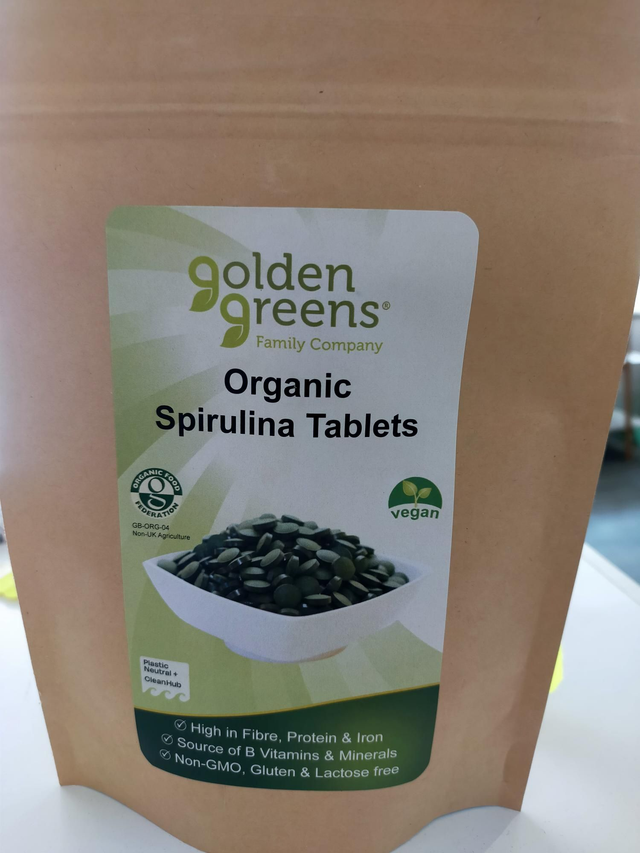 golden
greens®
Family Company
Organic
Spirulina Tablets
ORGANIC FOOD
FEDERATION
GB-ORG-04
Non-UK Agriculture
vegan
Plastic
Neutral +
CleanHub
High in Fibre, Protein & Iron
Source of B Vitamins & Minerals
Non-GMO, Gluten & Lactose free